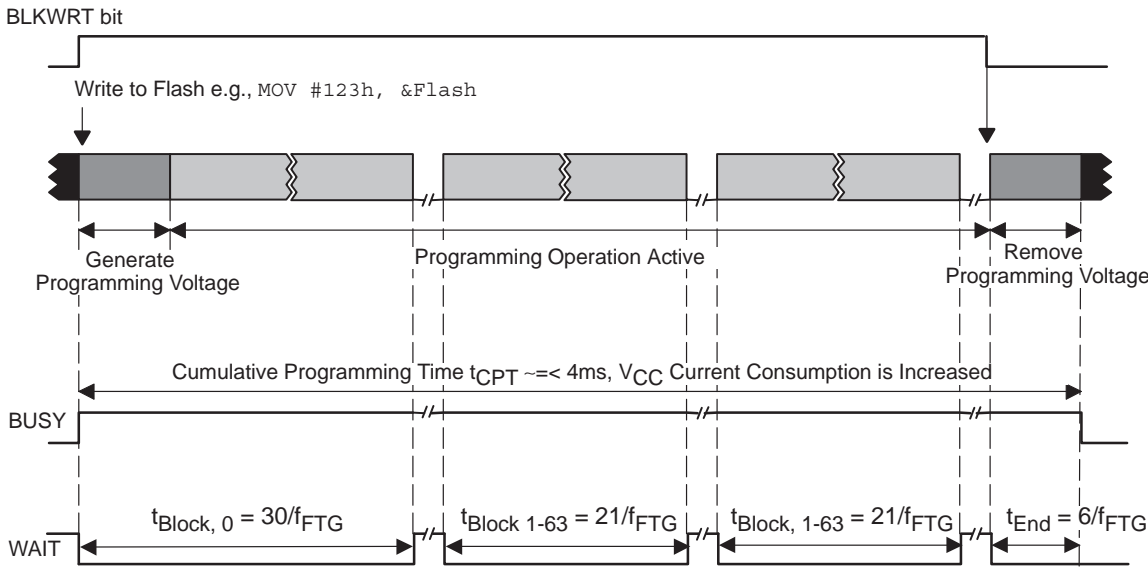 BLKWRT bit
Write to Flash e.g., MOV #123h, &Flash
Generate
Programming Voltage
Programming Operation Active
Remove
Programming Voltage
Cumulative Programming Time tCPT ~=< 4ms, VCC Current Consumption is Increased
BUSY
tBlock, 0 = 30/fFTG
tBlock 1-63 = 21/fFTG
tBlock, 1-63 = 21/fFTG
tEnd = 6/fFTG
WAIT